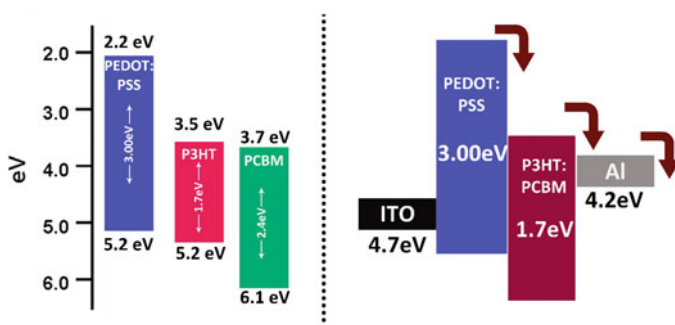 2.2 eV
2.0
PEDOT:
PSS
3.0
3.00eV
3.5 eV
3.7 eV
P3HT
PCBM
4.0
1.7eV
2.4eV
eV
5.0
5.2 eV
5.2 eV
6.0
6.1 eV
PEDOT:
PSS
3.00eV
P3HT:
PCBM
1.7eV
Al
4.2eV
ITO
4.7eV